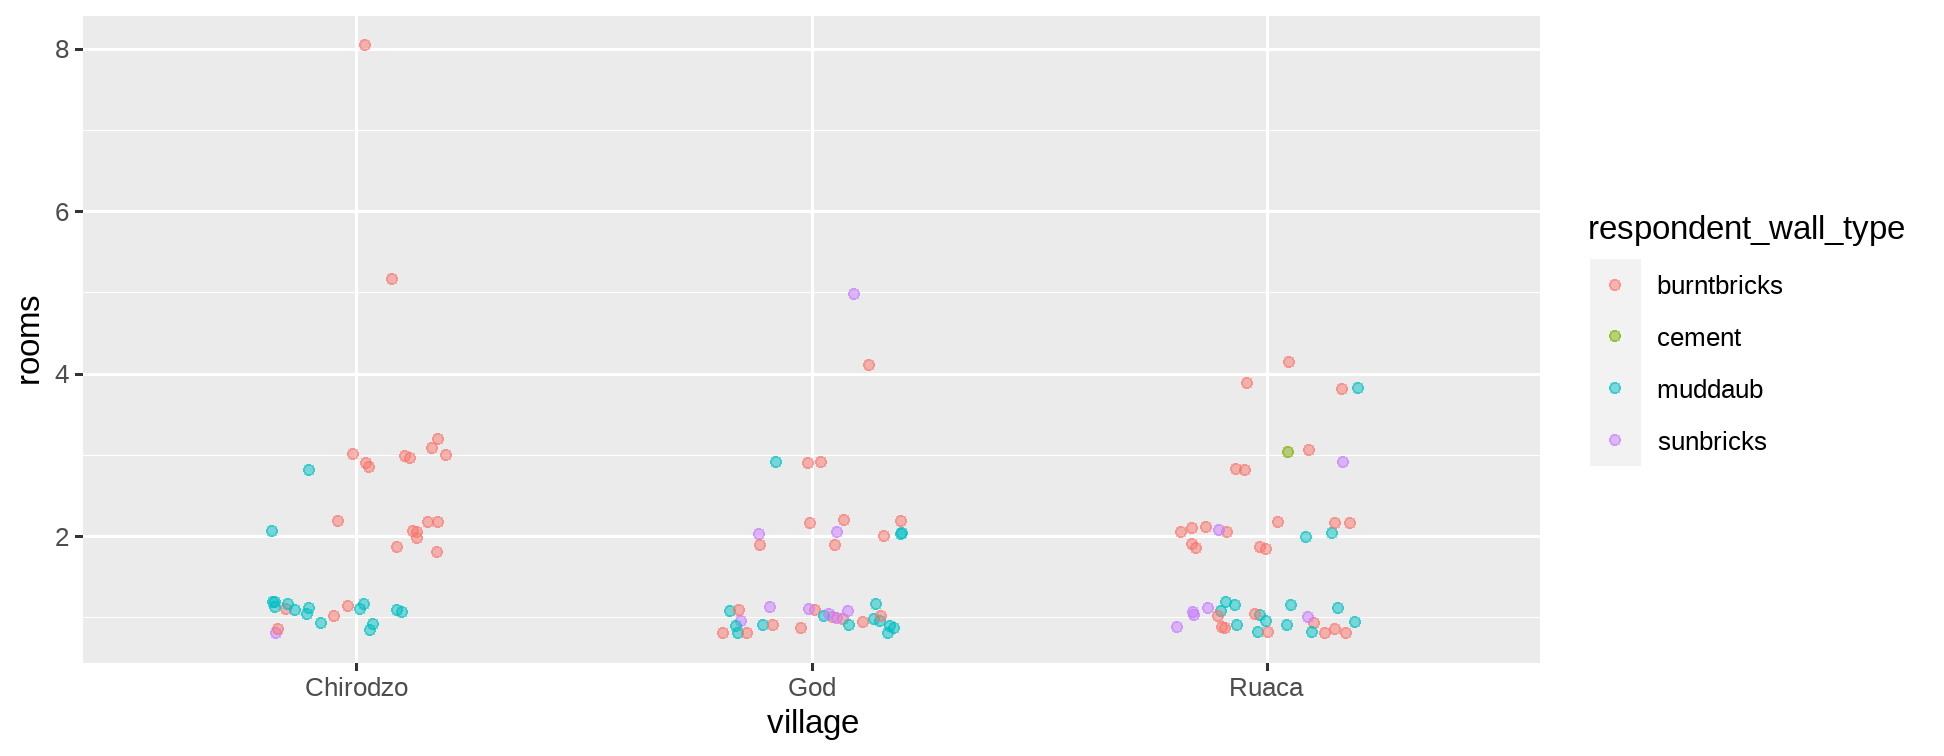 8
6
4
2
rooms
Chirodzo
God
Ruaca
village
respondent_wall_type
burntbricks
cement
muddaub
sunbricks